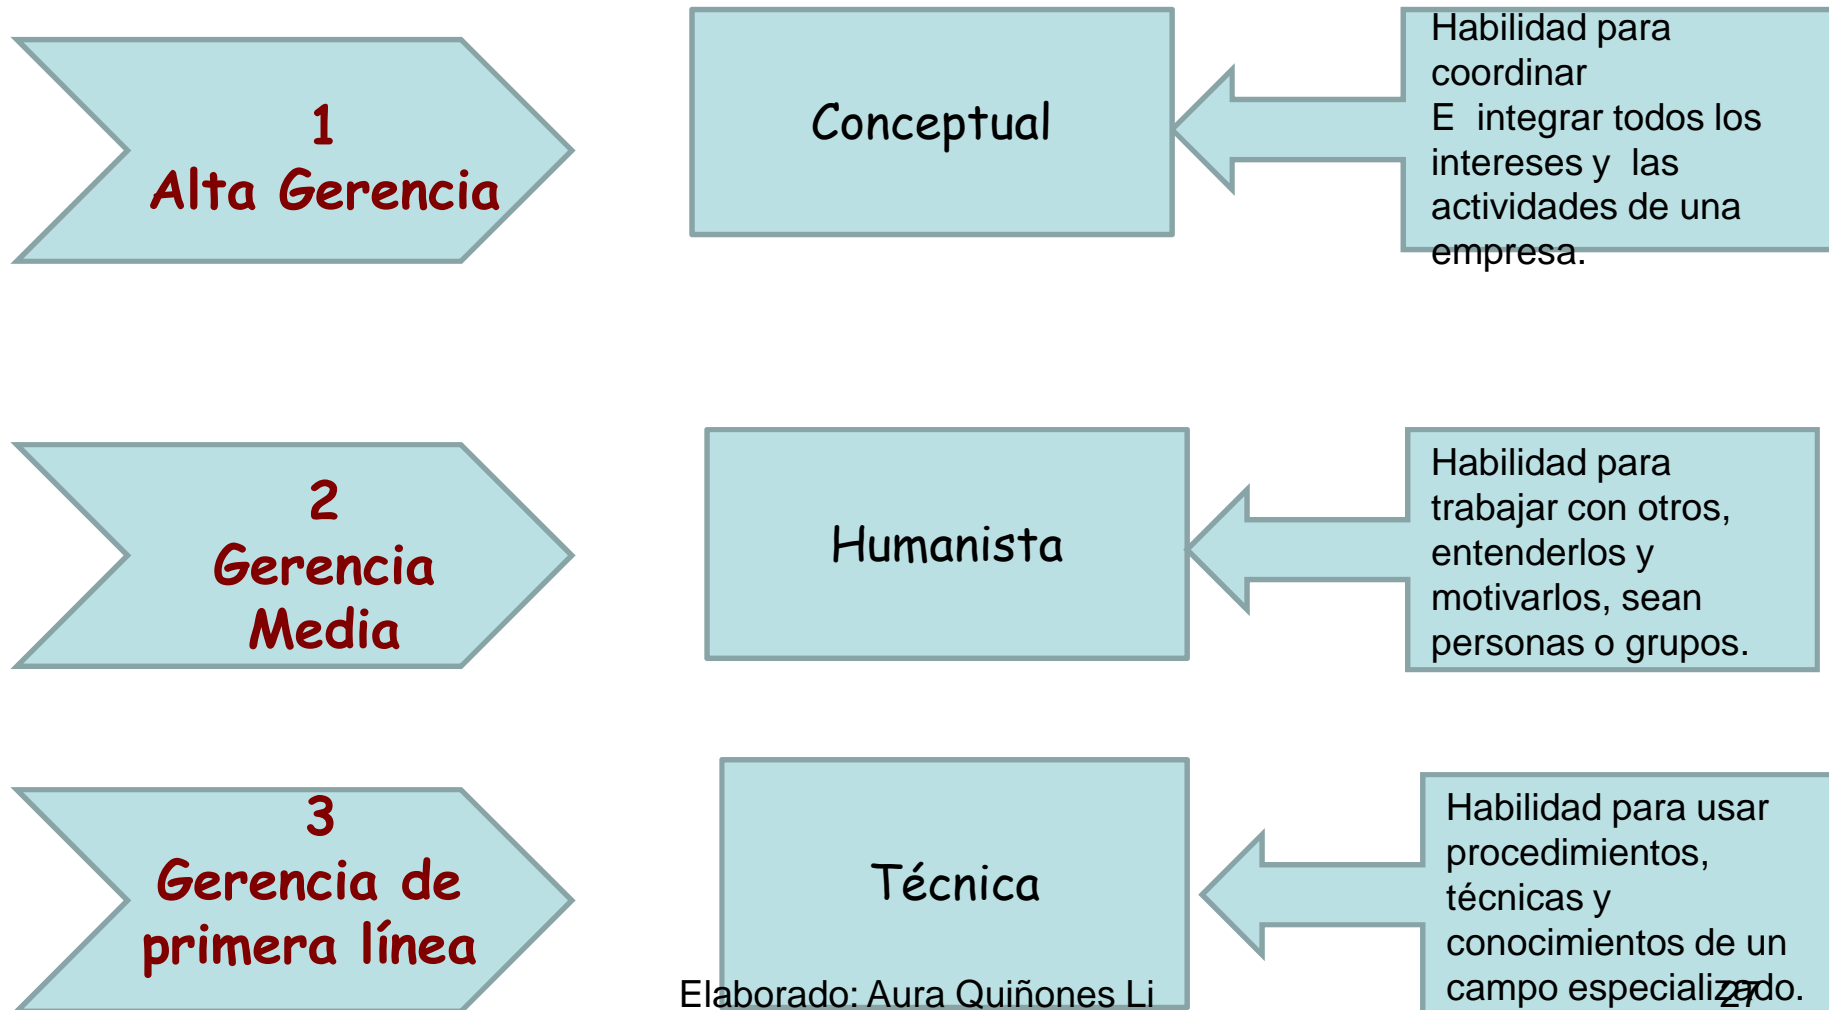 1
Alta Gerencia
Conceptual
Habilidad para
coordinar
E integrar todos los
intereses y las
actividades de una
empresa.
2
Gerencia
Media
Humanista
Habilidad para
trabajar con otros,
entenderlos y
motivarlos, sean
personas o grupos.
3
Gerencia de
primera línea
Técnica
Habilidad para usar
procedimientos,
técnicas y
conocimientos de un
campo especializado.
Elaborado: Aura Quiñones Li
27